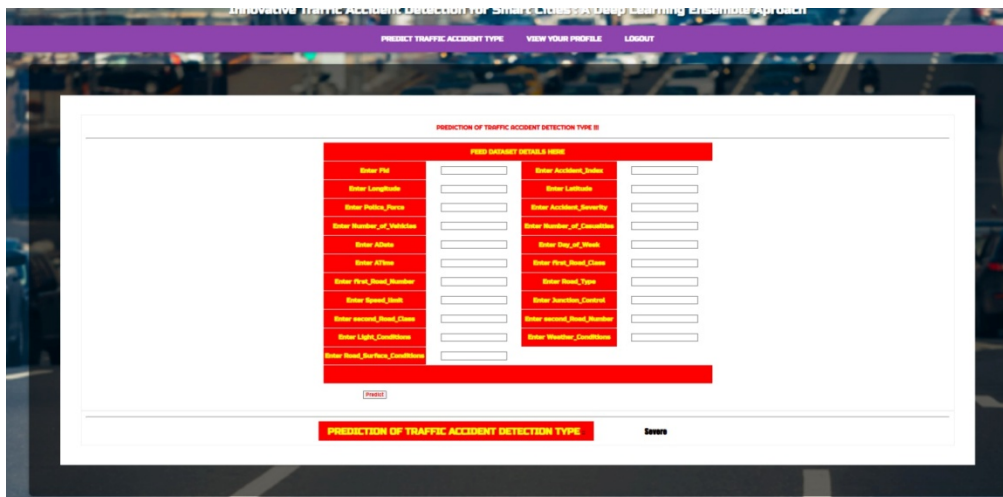 Innovative Traffic Accident Detection for Smart Cities : A Deep Learning Ensemble Aproach
PREDICT TRAFFIC ACCIDENT TYPE VIEW YOUR PROFILE LOGOUT
PREDICTION OF TRAFFIC ACCIDENT DETECTION TYPE !!!
FEED DATASET DETAILS HERE
Enter Fid Enter Accident_Index
Enter Longitude Enter Latitude
Enter Police_Force Enter Accident_Severity
Enter Number_of_Vehicles Enter Number_of_Casualties
Enter ADate Enter Day_of_Week
Enter ATime Enter first_Road_Class
Enter first_Road_Number Enter Road_Type
Enter Speed_limit Enter Junction_Control
Enter second_Road_Class Enter second_Road_Number
Enter Light_Conditions Enter Weather_Conditions
Enter Road_Surface_Conditions
Predict
PREDICTION OF TRAFFIC ACCIDENT DETECTION TYPE Severe